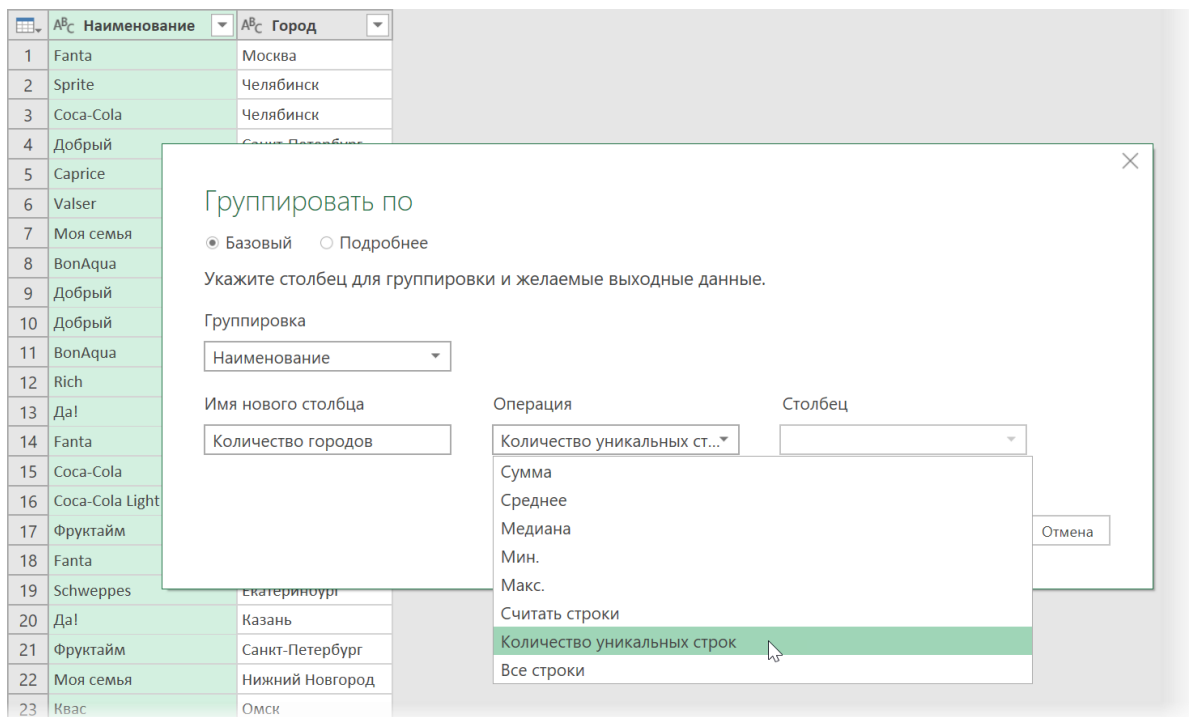 ABC Наименование ABC Город
1 Fanta Москва
2 Sprite Челябинск
3 Coca-Cola Челябинск
4 Добрый Санкт-Петербург
5 Caprice
6 Valser
7 Моя семья
8 BonAqua
9 Добрый
10 Добрый
11 BonAqua
12 Rich
13 Да!
14 Fanta
15 Coca-Cola
16 Coca-Cola Light
17 Фруктайм
18 Fanta
19 Schweppes Екатеринбург
20 Да! Казань
21 Фруктайм Санкт-Петербург
22 Моя семья Нижний Новгород
23 Квас Омск
Группировать по
Базовый Подробнее
Укажите столбец для группировки и желаемые выходные данные.
Группировка
Наименование
Имя нового столбца Операция Столбец
Количество городов Количество уникальных ст...
Сумма
Среднее
Медиана
Мин.
Макс.
Считать строки
Количество уникальных строк
Все строки
Отмена